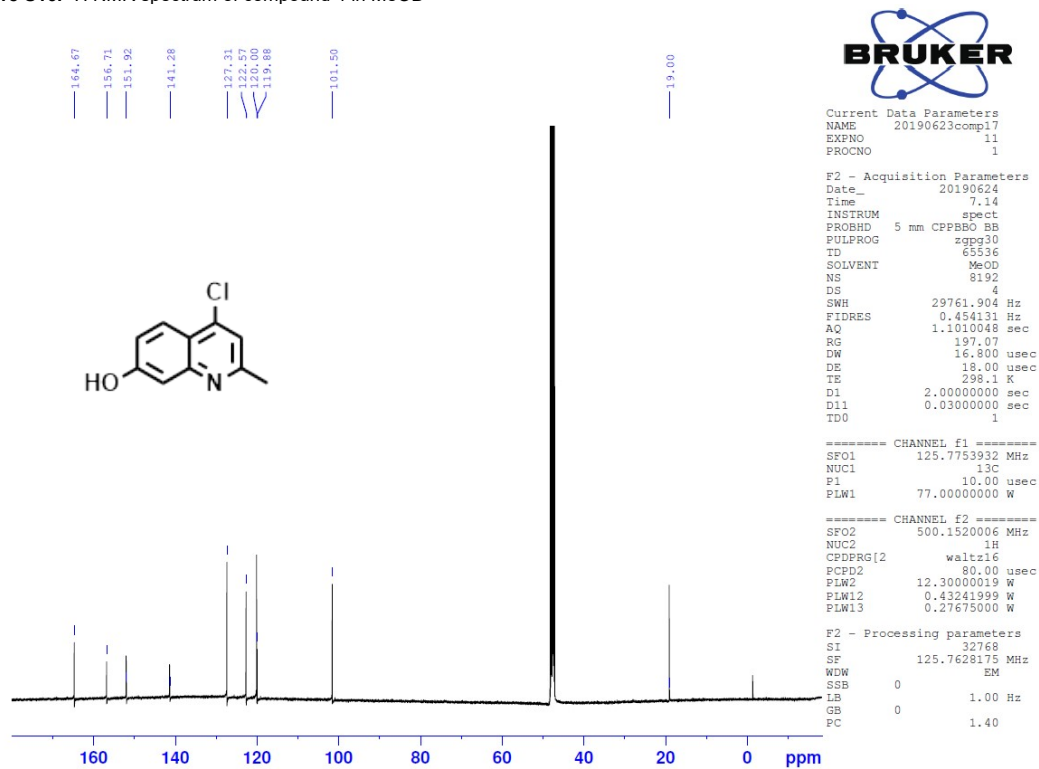 BRUKER
164.67
156.71
151.92
141.28
127.31
122.57
120.00
119.88
101.50
19.00
Current Data Parameters
NAME 20190623comp17
EXPNO 11
PROCNO 1
F2 - Acquisition Parameters
Date_ 20190624
Time 7.14
INSTRUM spect
PROBHD 5 mm CPPBBO BB
PULPROG zgpg30
TD 65536
SOLVENT MeOD
NS 8192
DS 4
SWH 29761.904 Hz
FIDRES 0.454131 Hz
AQ 1.1010048 sec
RG 197.07
DW 16.800 usec
DE 18.00 usec
TE 298.1 K
D1 2.00000000 sec
D11 0.03000000 sec
TD0 1
======== CHANNEL f1 ========
SFO1 125.7753932 MHz
NUC1 13C
P1 10.00 usec
PLW1 77.00000000 W
======== CHANNEL f2 ========
SFO2 500.1520006 MHz
NUC2 1H
CPDPRG[2 waltz16
PCPD2 80.00 usec
PLW2 12.30000019 W
PLW12 0.43241999 W
PLW13 0.27675000 W
F2 - Processing parameters
SI 32768
SF 125.7628175 MHz
WDW EM
SSB 0
LB 1.00 Hz
GB 0
PC 1.40
Cl
HO
N
160 140 120 100 80 60 40 20 0 ppm